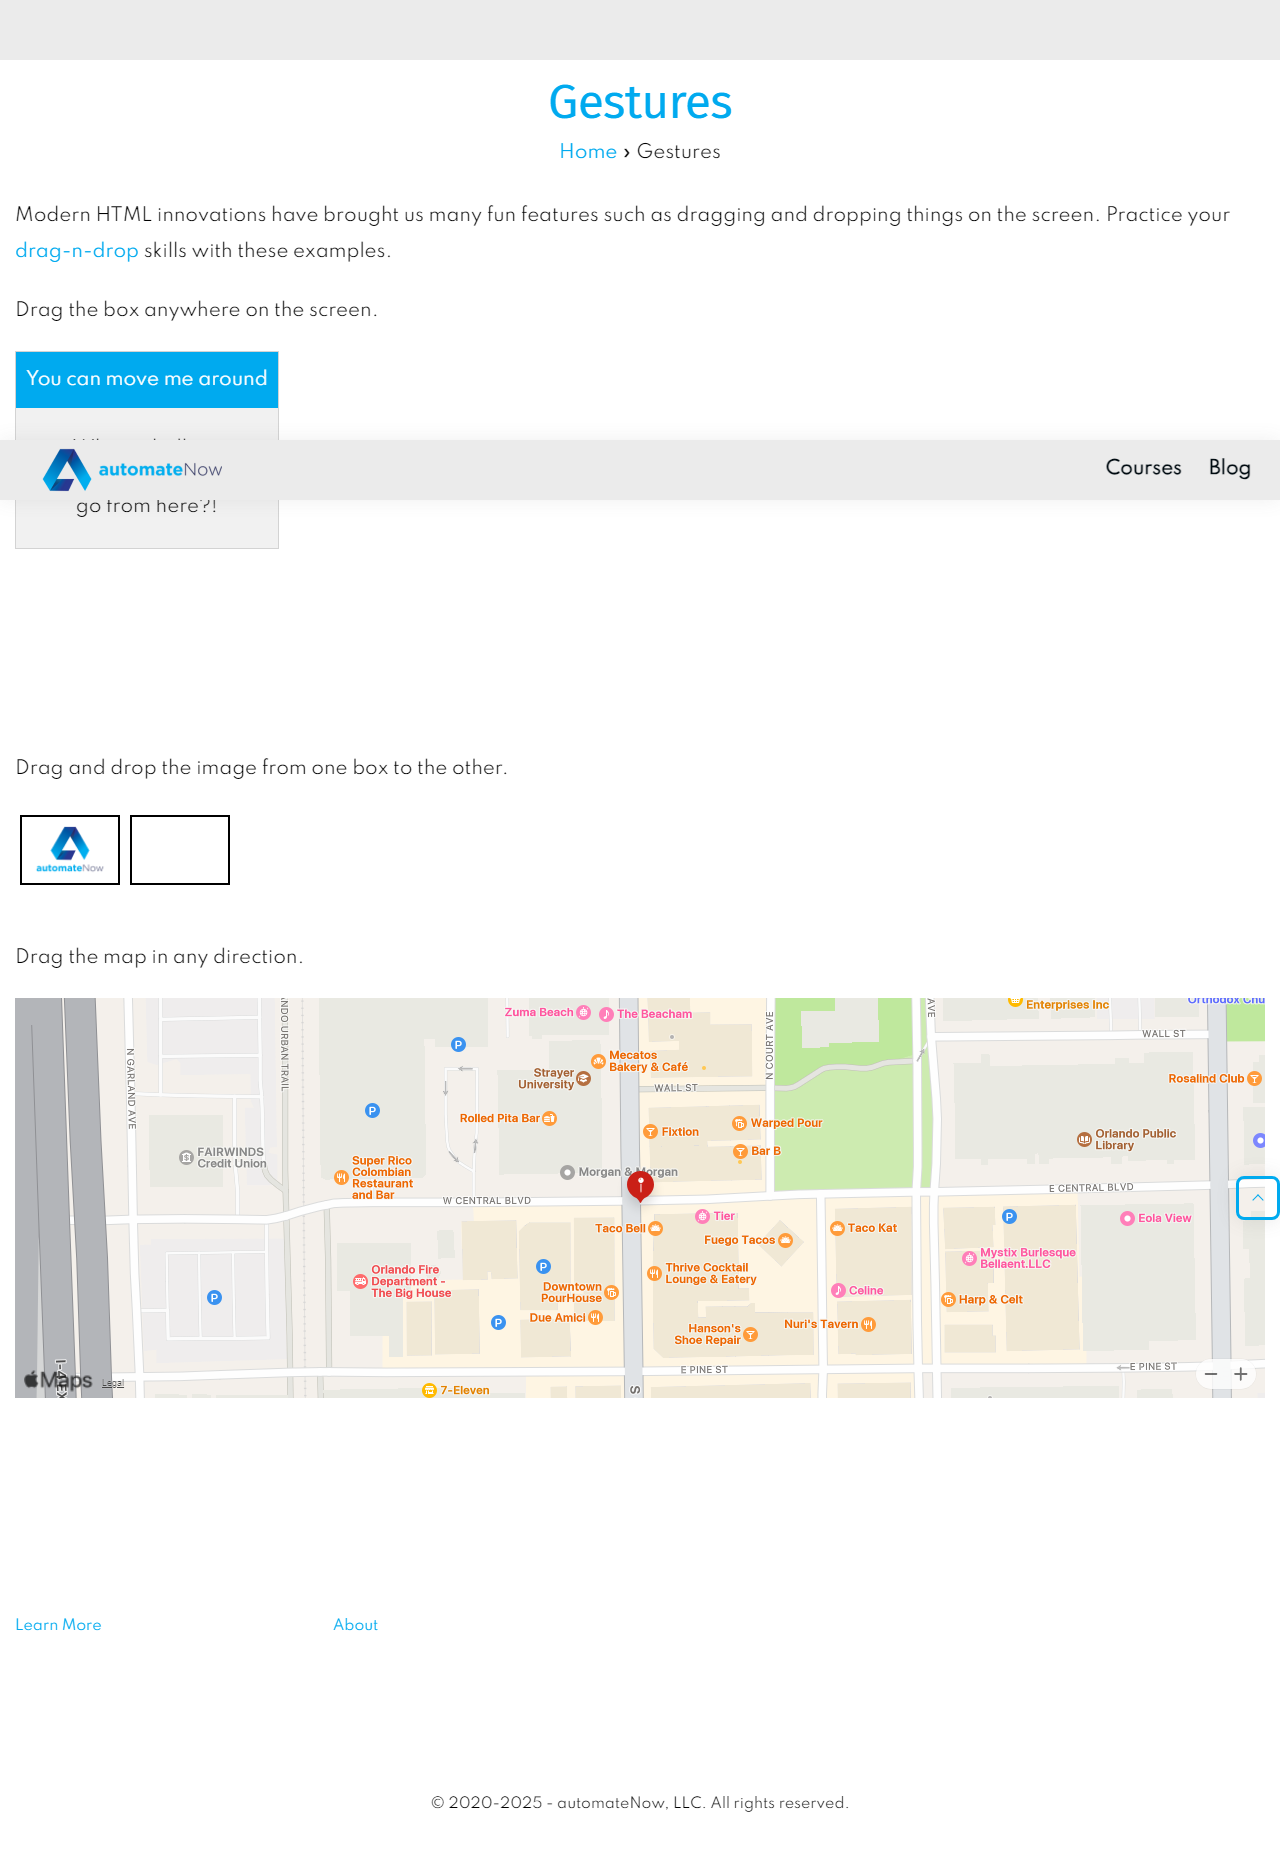 Gestures
Home › Gestures
Modern HTML innovations have brought us many fun features such as dragging and dropping things on the screen. Practice your
drag-n-drop skills with these examples.
Drag the box anywhere on the screen.
You can move me around
automateNow
Courses
Blog
go from here?!
Drag and drop the image from one box to the other.
automateNow
Drag the map in any direction.
Zuma Beach
The Beacham
Enterprises Inc
WALL ST
Mecatos
Bakery & Café
Strayer
University
WALL ST
Rosalind Club
N GARLAND AVE
N COURT AVE
Rolled Pita Bar
Fixtion
Warped Pour
Orlando Public
Library
FAIRWINDS
Credit Union
Super Rico
Colombian
Restaurant
and Bar
Morgan & Morgan
Bar B
W CENTRAL BLVD
E CENTRAL BLVD
Taco Bell
Tier
Taco Kat
Eola View
Fuego Tacos
Mystix Burlesque
Bellaent.LLC
Orlando Fire
Department -
The Big House
Thrive Cocktail
Lounge & Eatery
Downtown
PourHouse
Celine
Harp & Celt
Due Amici
Hanson's
Shoe Repair
Nuri's Tavern
E PINE ST
E PINE ST
Maps
Legal
7-Eleven
S
Learn More
About
© 2020-2025 - automateNow, LLC. All rights reserved.